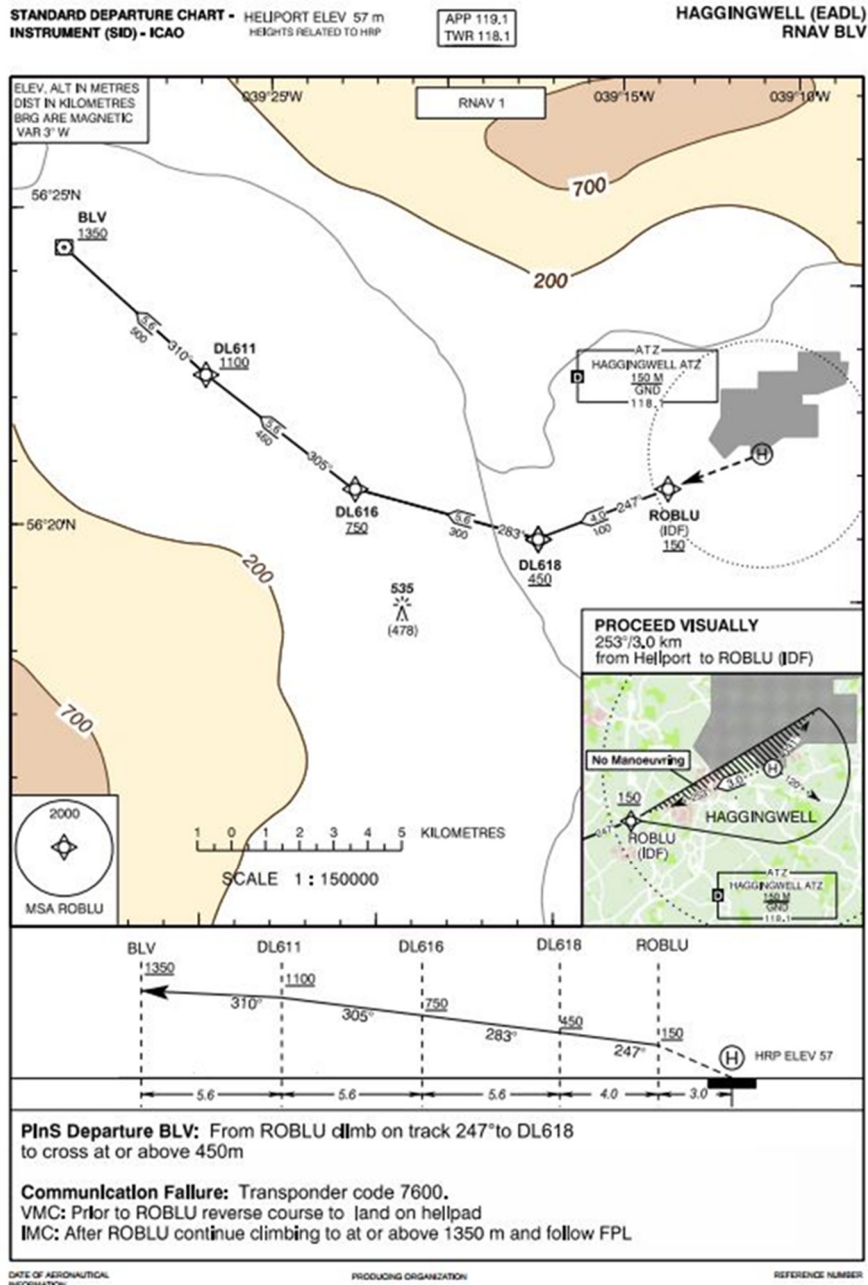 STANDARD DEPARTURE CHART -
INSTRUMENT (SID) - ICAO
HELIPORT ELEV 57 m
HEIGHTS RELATED TO HRP
APP 119.1
TWR 118.1
HAGGINGWELL (EADL)
RNAV BLV
ELEV, ALT IN METRES
DIST IN KILOMETRES
BRG ARE MAGNETIC
VAR 3° W
039°25'W
RNAV 1
039°15'W
039°10'W
700
56°25'N
BLV
1350
200
5.6
500
310°
DL611
1100
ATZ
HAGGINGWELL ATZ
150 M
GND
118.1
D
5.6
460
305°
H
DL616
750
5.6
300
283°
DL618
450
4.0
100
247°
ROBLU
(IDF)
150
56°20'N
200
535
(478)
PROCEED VISUALLY
253°/3.0 km
from Heliport to ROBLU (IDF)
700
No Manoeuvring
H
3.0
120°
150
HAGGINGWELL
247°
ROBLU
(IDF)
2000
MSA ROBLU
1 0 1 2 3 4 5 KILOMETRES
SCALE 1 : 150000
ATZ
HAGGINGWELL ATZ
150 M
GND
118.1
D
BLV DL611 DL616 DL618 ROBLU
1350
1100
750
450
150
310°
305°
283°
247°
H HRP ELEV 57
5.6 5.6 5.6 4.0 3.0
PinS Departure BLV: From ROBLU climb on track 247°to DL618
to cross at or above 450m
Communication Failure: Transponder code 7600.
VMC: Prior to ROBLU reverse course to land on helipad
IMC: After ROBLU continue climbing to at or above 1350 m and follow FPL
DATE OF AERONAUTICAL
INFORMATION
PRODUCING ORGANIZATION
REFERENCE NUMBER